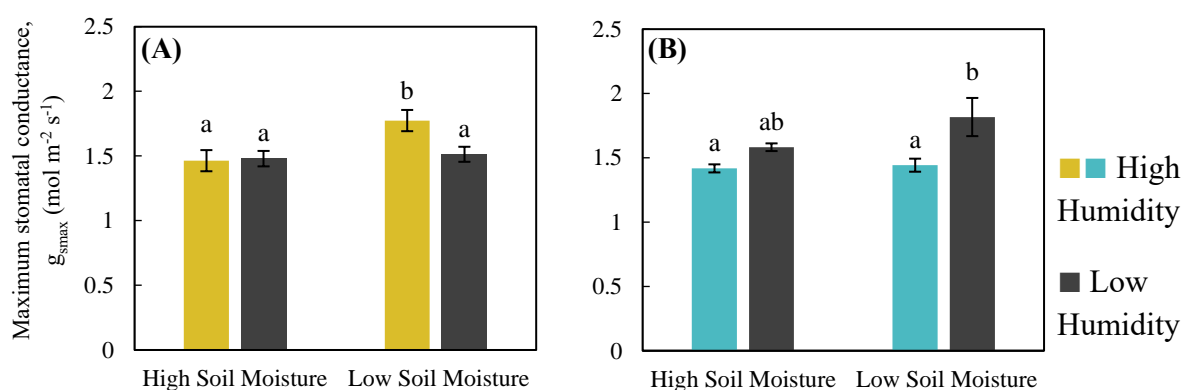 Maximum stomatal conductance,
gsmax (mol m-2 s-1)
2.5
2
1.5
1
0.5
0
(A)
a
a
b
a
High Soil Moisture
Low Soil Moisture
2.5
2
1.5
1
0.5
0
(B)
a
ab
a
b
High Soil Moisture
Low Soil Moisture
High
Humidity
Low
Humidity